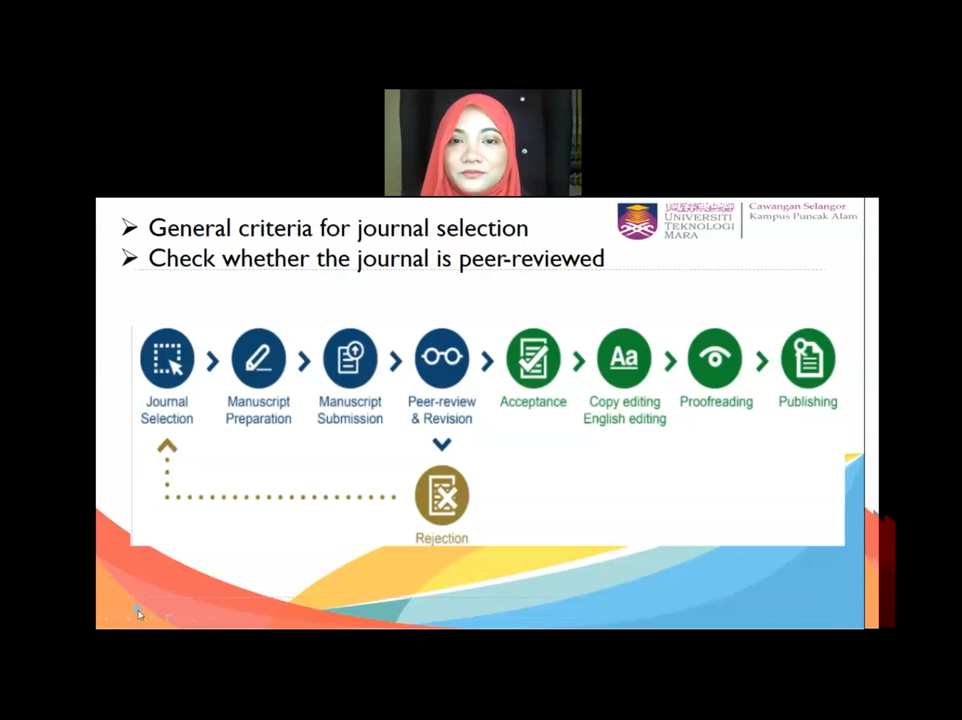 General criteria for journal selection
Check whether the journal is peer-reviewed
UNIVERSITI
TEKNOLOGI
MARA
Cawangan Selangor
Kampus Puncak Alam
Journal
Selection
Manuscript
Preparation
Manuscript
Submission
Peer-review
& Revision
Acceptance
Aa
Copy editing
English editing
Proofreading
Publishing
Rejection